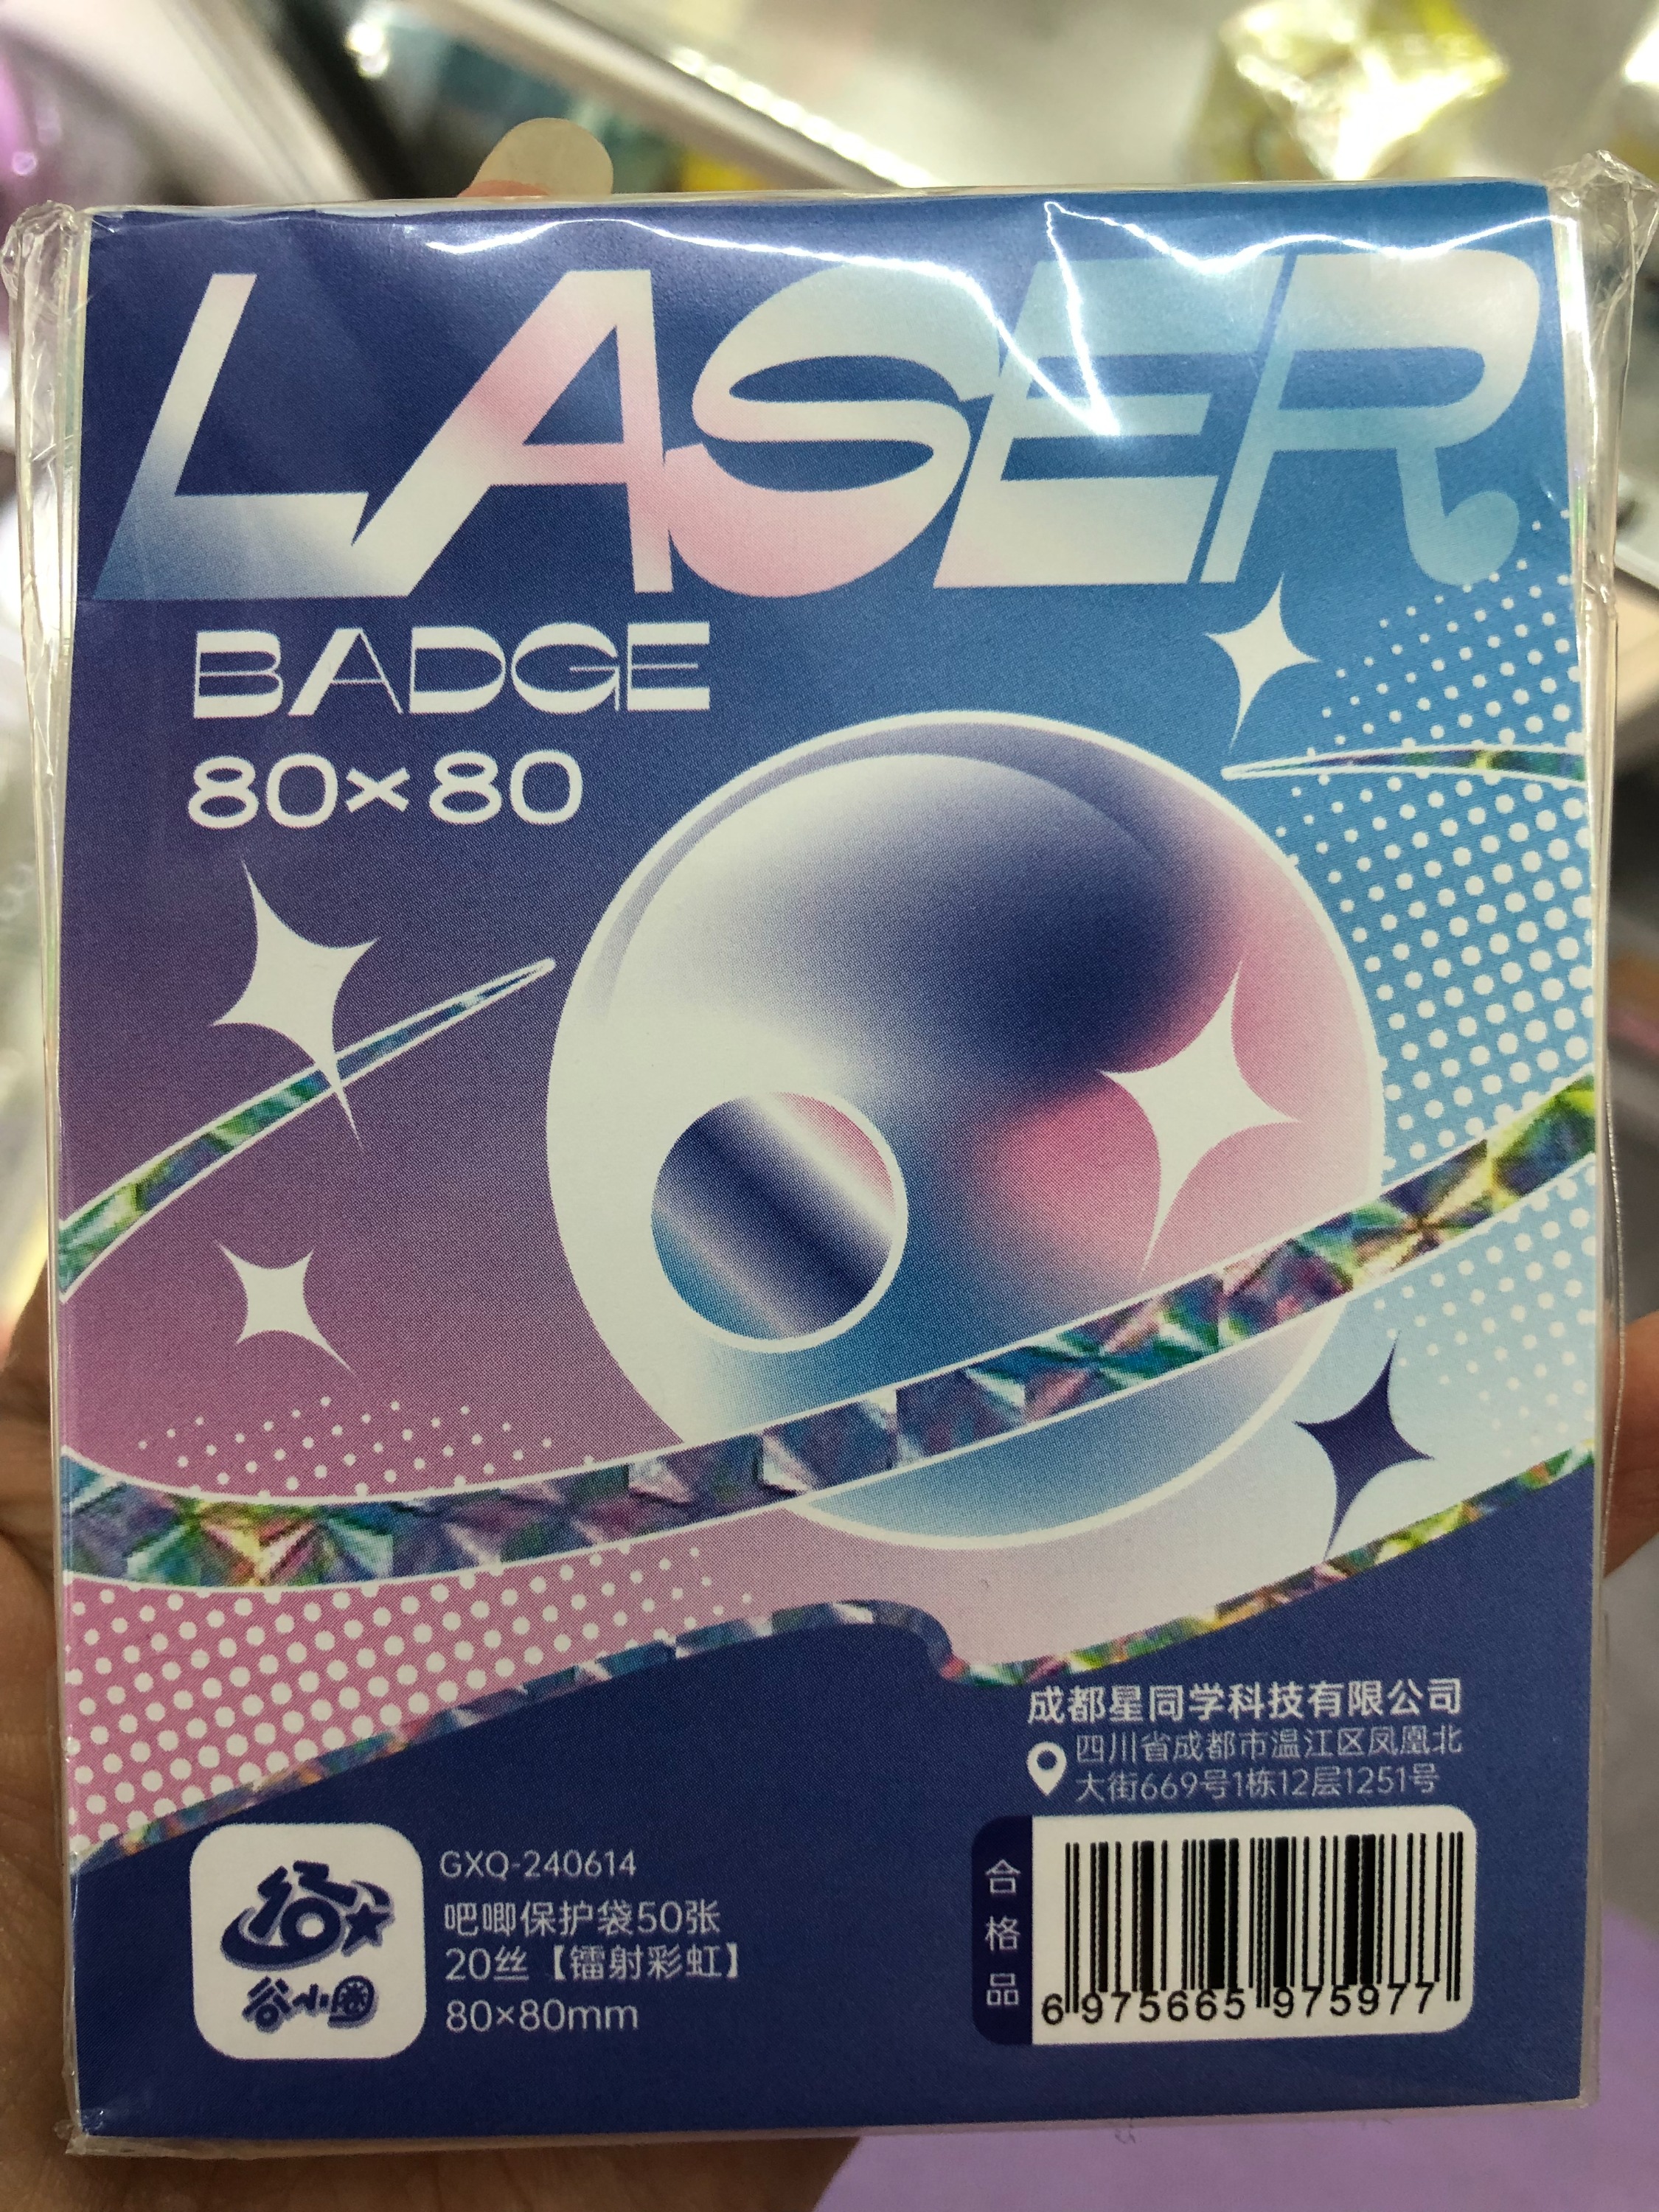 LASER
BADGE
80×80
成都星同学科技有限公司
四川省成都市温江区凤凰北
大街669号1栋12层1251号
谷小圈
GXQ-240614
吧唧保护袋50张
20丝【镭射彩虹】
80×80mm
合格品
6 975665 975977